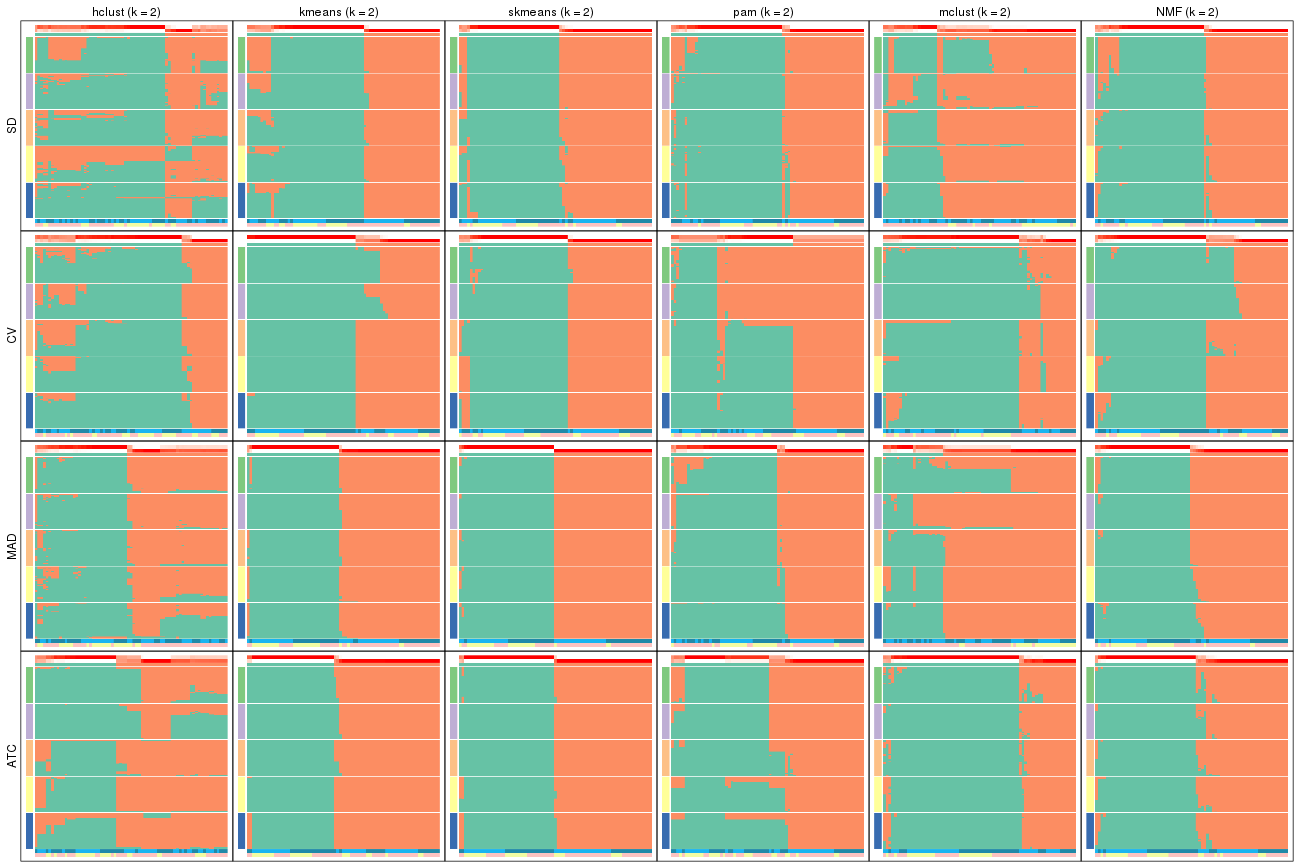 hclust (k = 2) kmeans (k = 2) skmeans (k = 2) pam (k = 2) mclust (k = 2) NMF (k = 2)
SD
CV
MAD
ATC